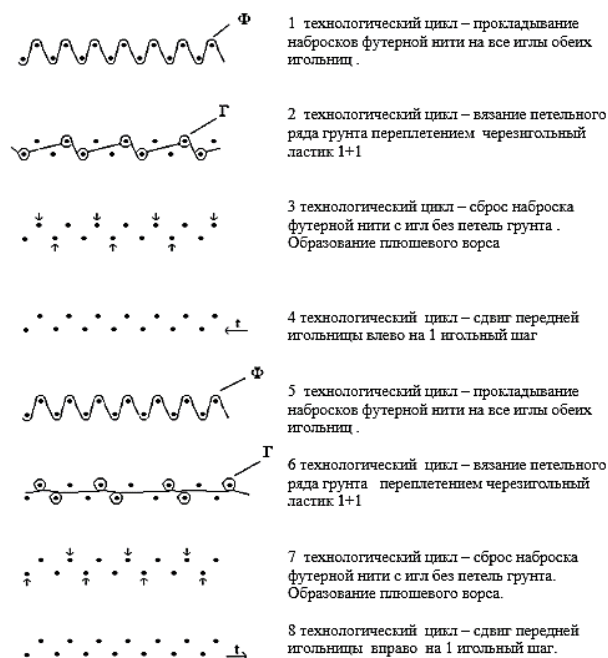 Ф
1 технологический цикл – прокладывание
набросков футерной нити на все иглы обеих
игольниц .
Г
2 технологический цикл – вязание петельного
ряда грунта переплетением черезигольный
ластик 1+1
3 технологический цикл – сброс наброска
футерной нити с игл без петель грунта .
Образование плюшевого ворса
4 технологический цикл – сдвиг передней
игольницы влево на 1 игольный шаг
t
Ф
5 технологический цикл – прокладывание
набросков футерной нити на все иглы обеих
игольниц .
Г
6 технологический цикл – вязание петельного
ряда грунта переплетением черезигольный
ластик 1+1
7 технологический цикл – сброс наброска
футерной нити с игл без петель грунта.
Образование плюшевого ворса.
8 технологический цикл – сдвиг передней
игольницы вправо на 1 игольный шаг.
t